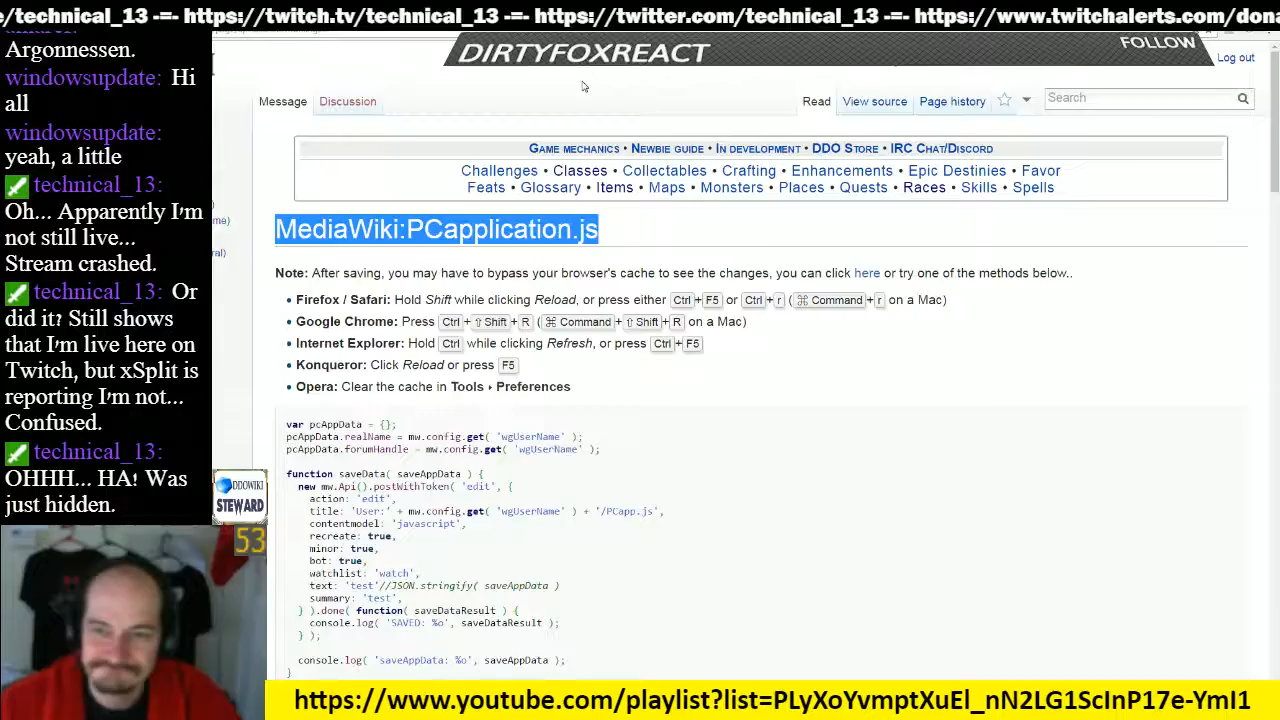 /technical_13 -=- https://twitch.tv/technical_13 -=- https://twitter.com/technical_13 -=- https://www.twitchalerts.com/dona
Argonnessen.
windowsupdate: Hi
all
windowsupdate:
yeah, a little
technical_13:
Oh... Apparently I'm
not still live...
Stream crashed.
technical_13: Or
did it? Still shows
that I'm live here on
Twitch, but xSplit is
reporting I'm not...
Confused.
technical_13:
OHHH... HA! Was
just hidden.
DDOWIKI
STEWARD
53
DIRTYFOXREACT
FOLLOW
Log out
Message Discussion Read View source Page history Search
Game mechanics • Newbie guide • In development • DDO Store • IRC Chat/Discord
Challenges • Classes • Collectables • Crafting • Enhancements • Epic Destinies • Favor
Feats • Glossary • Items • Maps • Monsters • Places • Quests • Races • Skills • Spells
MediaWiki:PCapplication.js
Note: After saving, you may have to bypass your browser's cache to see the changes, you can click here or try one of the methods below..
• Firefox / Safari: Hold Shift while clicking Reload, or press either Ctrl+F5 or Ctrl+r (⌘ Command+r on a Mac)
• Google Chrome: Press Ctrl+⇧Shift+R (⌘ Command+⇧Shift+R on a Mac)
• Internet Explorer: Hold Ctrl while clicking Refresh, or press Ctrl+F5
• Konqueror: Click Reload or press F5
• Opera: Clear the cache in Tools ▸ Preferences
var pcAppData = {};
pcAppData.realName = mw.config.get( 'wgUserName' );
pcAppData.forumHandle = mw.config.get( 'wgUserName' );
function saveData( saveAppData ) {
new mw.Api().postWithToken( 'edit', {
action: 'edit',
title: 'User:' + mw.config.get( 'wgUserName' ) + '/PCapp.js',
contentmodel: 'javascript',
recreate: true,
minor: true,
bot: true,
watchlist: 'watch',
text: 'test'//JSON.stringify( saveAppData )
summary: 'test',
} ).done( function( saveDataResult ) {
console.log( 'SAVED: %o', saveDataResult );
} );
console.log( 'saveAppData: %o', saveAppData );
}
https://www.youtube.com/playlist?list=PLyXoYvmptXuEl_nN2LG1ScInP17e-YmI1